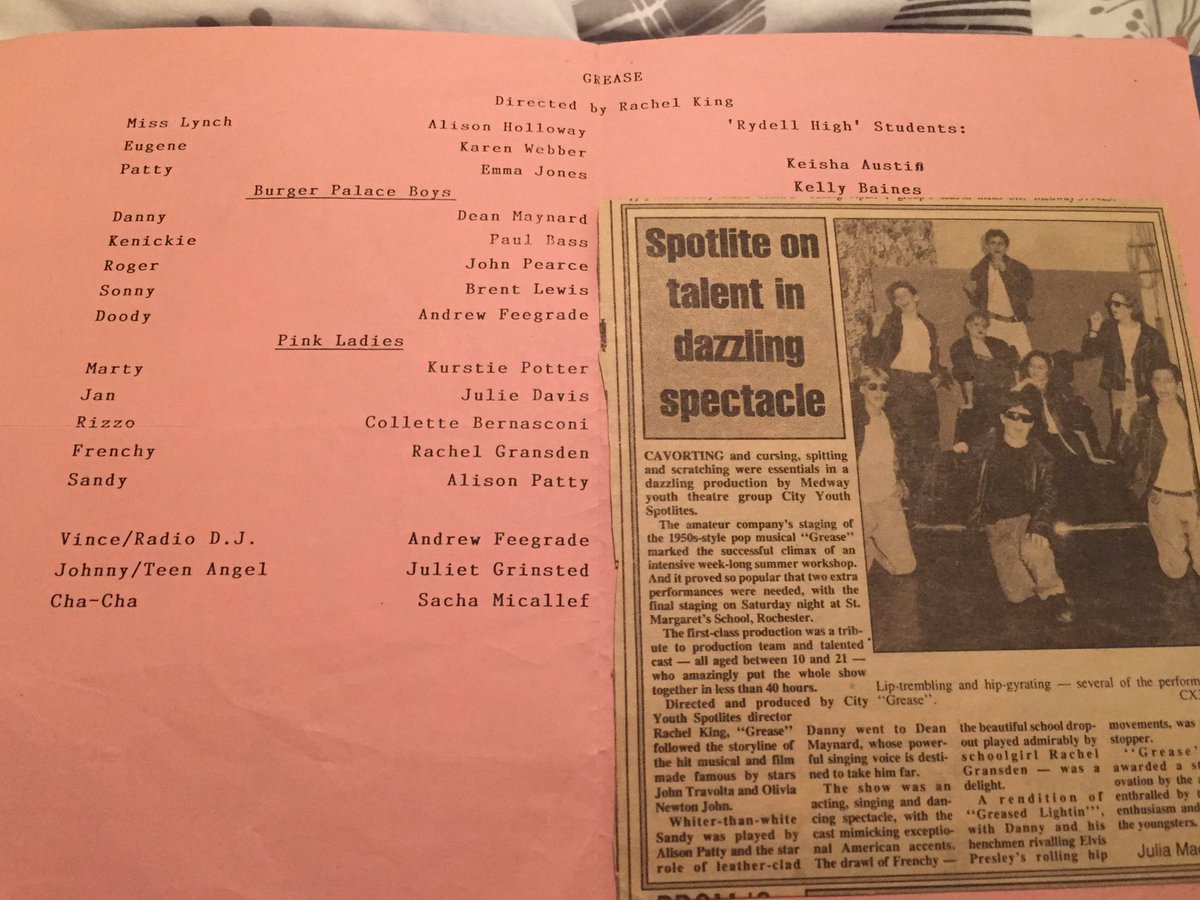 GREASE
Directed by Rachel King
Miss Lynch Alison Holloway
Eugene Karen Webber
Patty Emma Jones
Burger Palace Boys
Danny Dean Maynard
Kenickie Paul Bass
Roger John Pearce
Sonny Brent Lewis
Doody Andrew Feegrade
Pink Ladies
Marty Kurstie Potter
Jan Julie Davis
Rizzo Collette Bernasconi
Frenchy Rachel Gransden
Sandy Alison Patty
Vince/Radio D.J. Andrew Feegrade
Johnny/Teen Angel Juliet Grinsted
Cha-Cha Sacha Micallef
'Rydell High' Students:
Keisha Austin
Kelly Baines
Spotlite on
talent in
dazzling
spectacle
CAVORTING and cursing, spitting
and scratching were essentials in a
dazzling production by Medway
youth theatre group City Youth
Spotlites.
The amateur company's staging of
the 1950s-style pop musical "Grease"
marked the successful climax of an
intensive week-long summer workshop.
And it proved so popular that two extra
performances were needed, with the
final staging on Saturday night at St.
Margaret's School, Rochester.
The first-class production was a trib-
ute to production team and talented
cast — all aged between 10 and 21 —
who amazingly put the whole show
together in less than 40 hours.
Directed and produced by City
Youth Spotlites director
Rachel King, "Grease"
followed the storyline of
the hit musical and film
made famous by stars
John Travolta and Olivia
Newton John.
Whiter-than-white
Sandy was played by
Alison Patty and the star
role of leather-clad
Danny went to Dean
Maynard, whose power-
ful singing voice is desti-
ned to take him far.
The show was an
acting, singing and dan-
cing spectacle, with the
cast mimicking exceptio-
nal American accents.
The drawl of Frenchy —
the beautiful school drop-
out played admirably by
schoolgirl Rachel
Gransden — was a
delight.
A rendition of
"Greased Lightin'",
with Danny and his
henchmen rivalling Elvis
Presley's rolling hip
movements, was
stopper.
"Grease'
awarded a st
ovation by the a
enthralled by t
enthusiasm and
the youngsters.
Julia Mac
Lip-trembling and hip-gyrating — several of the perform
"Grease". CX